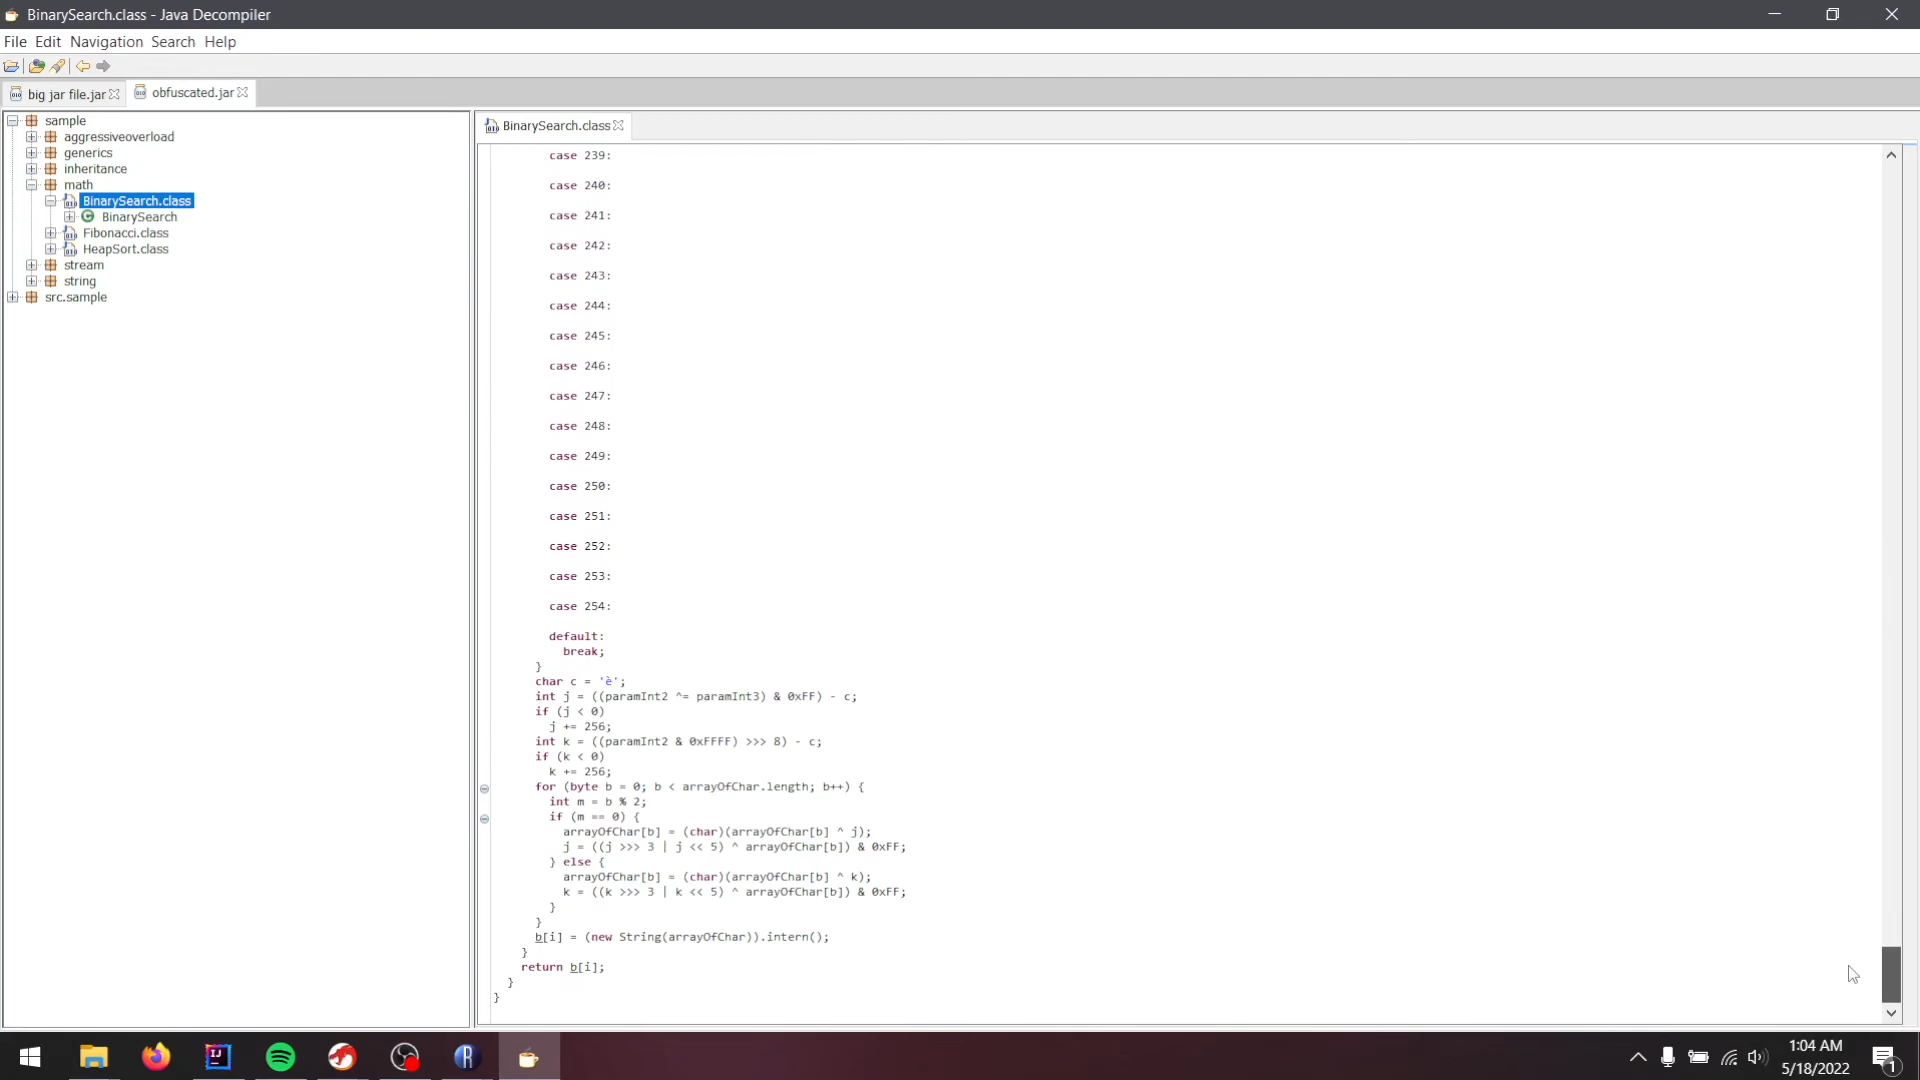 BinarySearch.class - Java Decompiler
File Edit Navigation Search Help
big jar file.jar
obfuscated.jar
sample
aggressiveoverload
generics
inheritance
math
BinarySearch.class
BinarySearch
Fibonacci.class
HeapSort.class
stream
string
src.sample
BinarySearch.class
case 239:
case 240:
case 241:
case 242:
case 243:
case 244:
case 245:
case 246:
case 247:
case 248:
case 249:
case 250:
case 251:
case 252:
case 253:
case 254:
default:
break;
}
char c = 'è';
int j = ((paramInt2 ^= paramInt3) & 0xFF) - c;
if (j < 0)
j += 256;
int k = ((paramInt2 & 0xFFFF) >>> 8) - c;
if (k < 0)
k += 256;
for (byte b = 0; b < arrayOfChar.length; b++) {
int m = b % 2;
if (m == 0) {
arrayOfChar[b] = (char)(arrayOfChar[b] ^ j);
j = ((j >>> 3 | j << 5) ^ arrayOfChar[b]) & 0xFF;
} else {
arrayOfChar[b] = (char)(arrayOfChar[b] ^ k);
k = ((k >>> 3 | k << 5) ^ arrayOfChar[b]) & 0xFF;
}
}
b[i] = (new String(arrayOfChar)).intern();
}
return b[i];
}
}
1:04 AM
5/18/2022
1